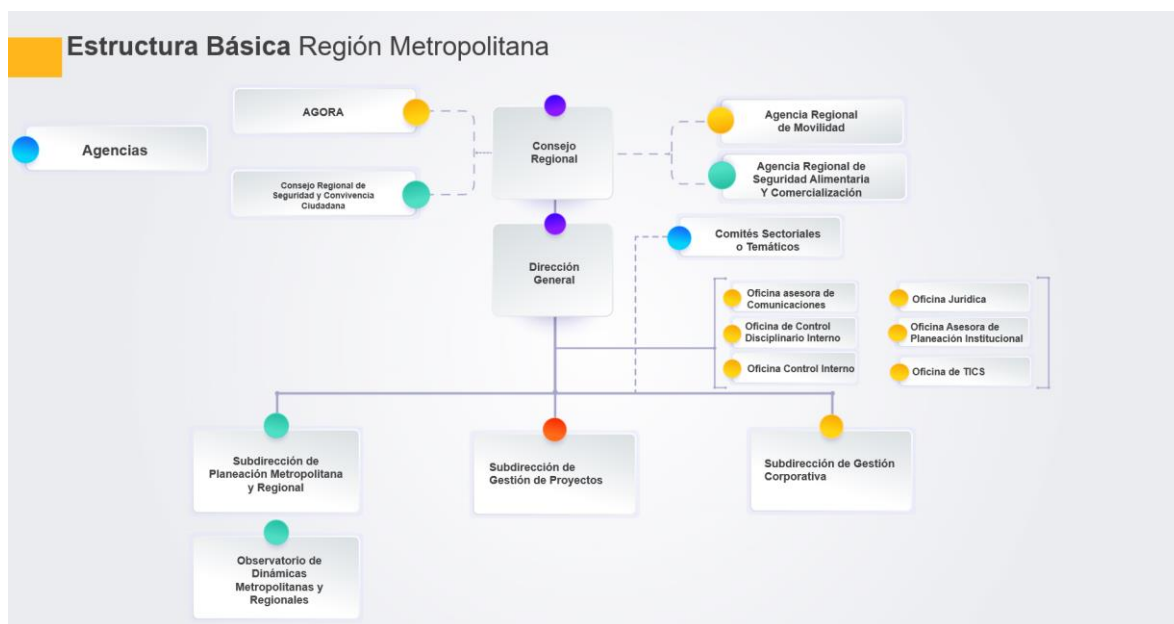 Estructura Básica Región Metropolitana
AGORA
Agencias
Consejo Regional de
Seguridad y Convivencia
Ciudadana
Consejo
Regional
Agencia Regional
de Movilidad
Agencia Regional de
Seguridad Alimentaria
Y Comercialización
Dirección
General
Comités Sectoriales
o Temáticos
Oficina asesora de
Comunicaciones
Oficina Jurídica
Oficina de Control
Disciplinario Interno
Oficina Asesora de
Planeación Institucional
Oficina Control Interno
Oficina de TICS
Subdirección de
Planeación Metropolitana
y Regional
Subdirección de
Gestión de Proyectos
Subdirección de Gestión
Corporativa
Observatorio de
Dinámicas
Metropolitanas y
Regionales